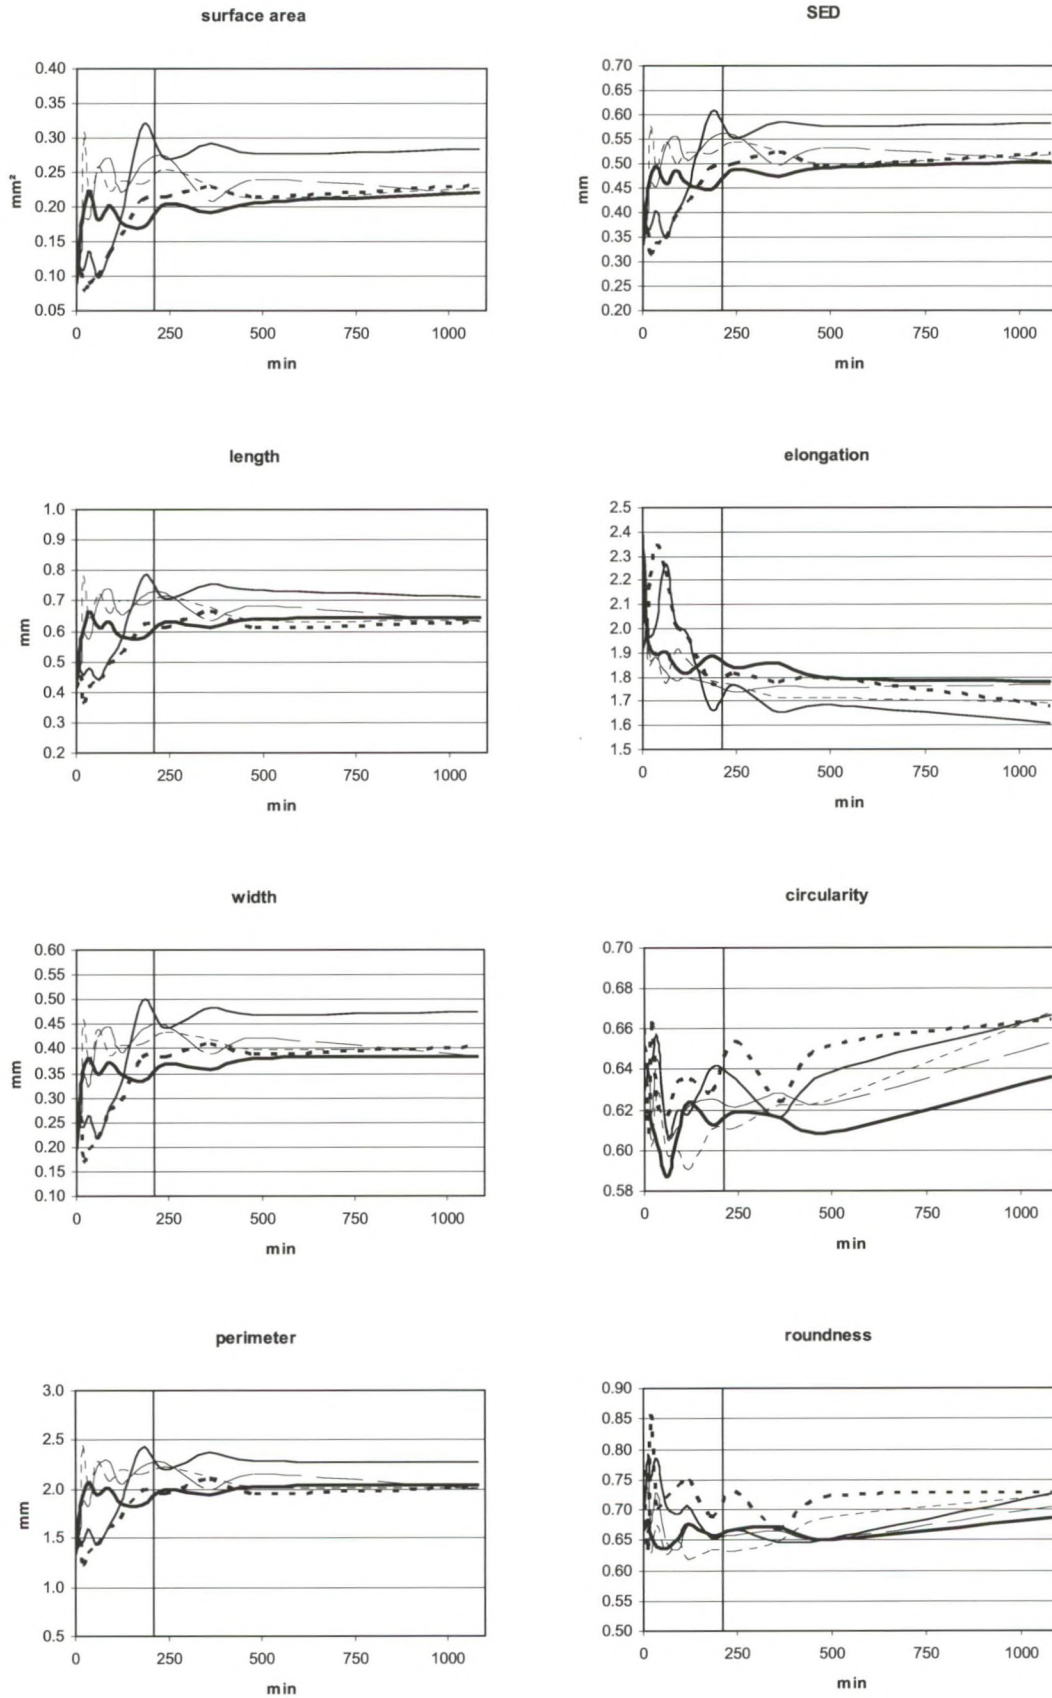 surface area
0.40
0.35
0.30
0.25
0.20
0.15
0.10
0.05
mm²
0 250 500 750 1000
min
SED
0.70
0.65
0.60
0.55
0.50
0.45
0.40
0.35
0.30
0.25
0.20
mm
0 250 500 750 1000
min
length
1.0
0.9
0.8
0.7
0.6
0.5
0.4
0.3
0.2
mm
0 250 500 750 1000
min
elongation
2.5
2.4
2.3
2.2
2.1
2.0
1.9
1.8
1.7
1.6
1.5
0 250 500 750 1000
min
width
0.60
0.55
0.50
0.45
0.40
0.35
0.30
0.25
0.20
0.15
0.10
mm
0 250 500 750 1000
min
circularity
0.70
0.68
0.66
0.64
0.62
0.60
0.58
0 250 500 750 1000
min
perimeter
3.0
2.5
2.0
1.5
1.0
0.5
mm
0 250 500 750 1000
min
roundness
0.90
0.85
0.80
0.75
0.70
0.65
0.60
0.55
0.50
0 250 500 750 1000
min